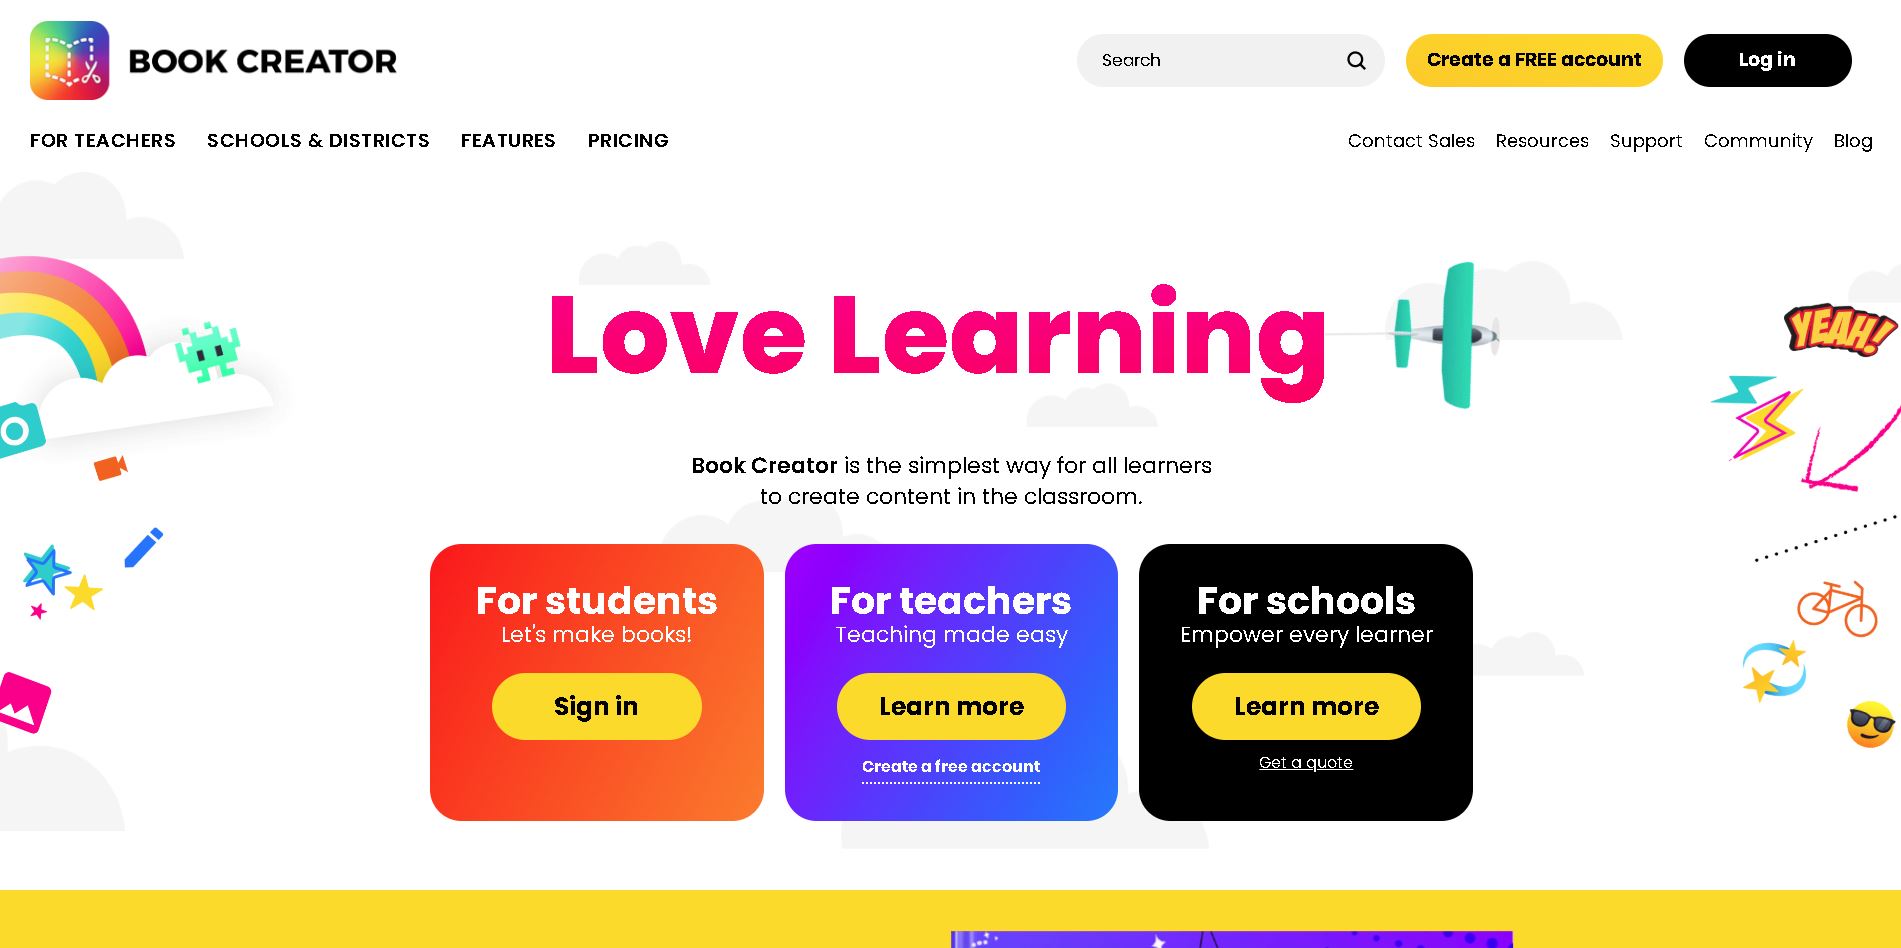 BOOK CREATOR
Search
Create a FREE account
Log in
FOR TEACHERS
SCHOOLS & DISTRICTS
FEATURES
PRICING
Contact Sales
Resources
Support
Community
Blog
Love Learning
YEAH!
Book Creator is the simplest way for all learners
to create content in the classroom.
For students
Let's make books!
Sign in
For teachers
Teaching made easy
Learn more
Create a free account
For schools
Empower every learner
Learn more
Get a quote